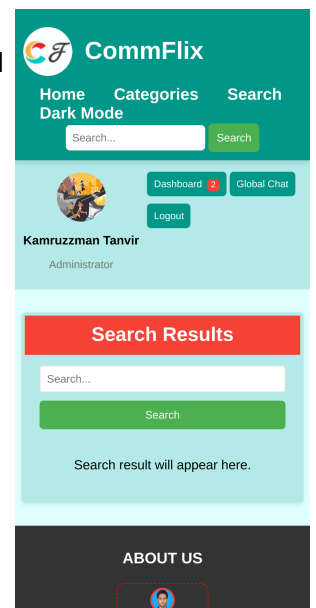 CF CommFlix
Home Categories Search
Dark Mode
Search... Search
Dashboard 2 Global Chat
Logout
Kamruzzman Tanvir
Administrator
Search Results
Search...
Search
Search result will appear here.
ABOUT US